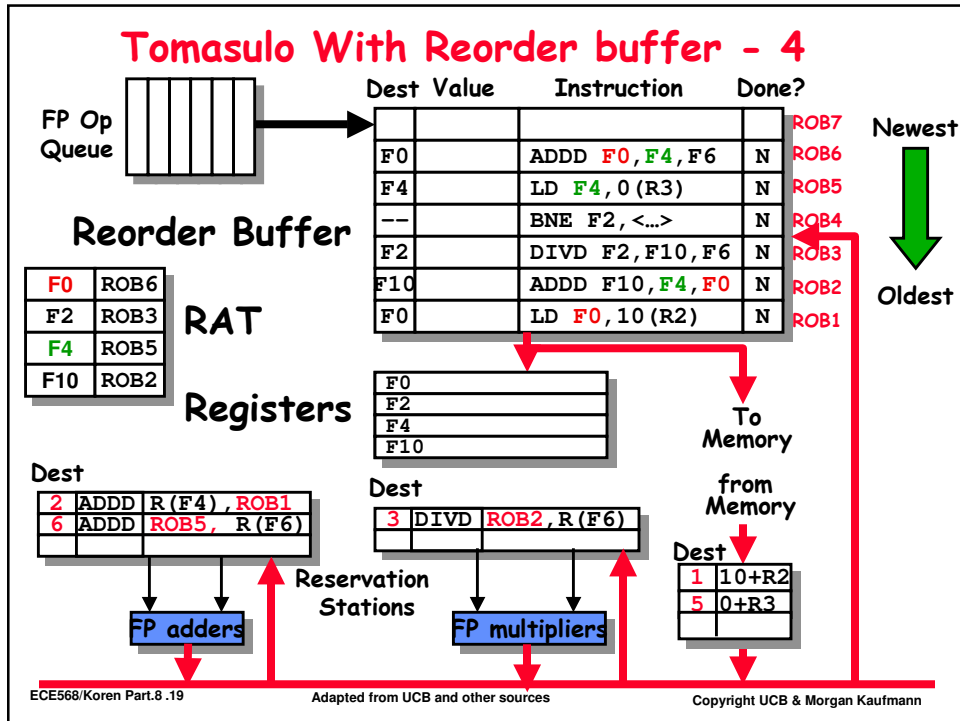 Tomasulo With Reorder buffer - 4
FP Op
Queue
Dest Value Instruction Done?
ROB7
F0 ADDD F0,F4,F6 N ROB6
F4 LD F4,0(R3) N ROB5
-- BNE F2,<…> N ROB4
F2 DIVD F2,F10,F6 N ROB3
F10 ADDD F10,F4,F0 N ROB2
F0 LD F0,10(R2) N ROB1
Newest
Oldest
Reorder Buffer
F0 ROB6
F2 ROB3
F4 ROB5
F10 ROB2
RAT
Registers
F0
F2
F4
F10
To
Memory
from
Memory
Dest
2 ADDD R(F4),ROB1
6 ADDD ROB5, R(F6)
Dest
3 DIVD ROB2,R(F6)
Dest
1 10+R2
5 0+R3
Reservation
Stations
FP adders
FP multipliers
ECE568/Koren Part.8 .19
Adapted from UCB and other sources
Copyright UCB & Morgan Kaufmann